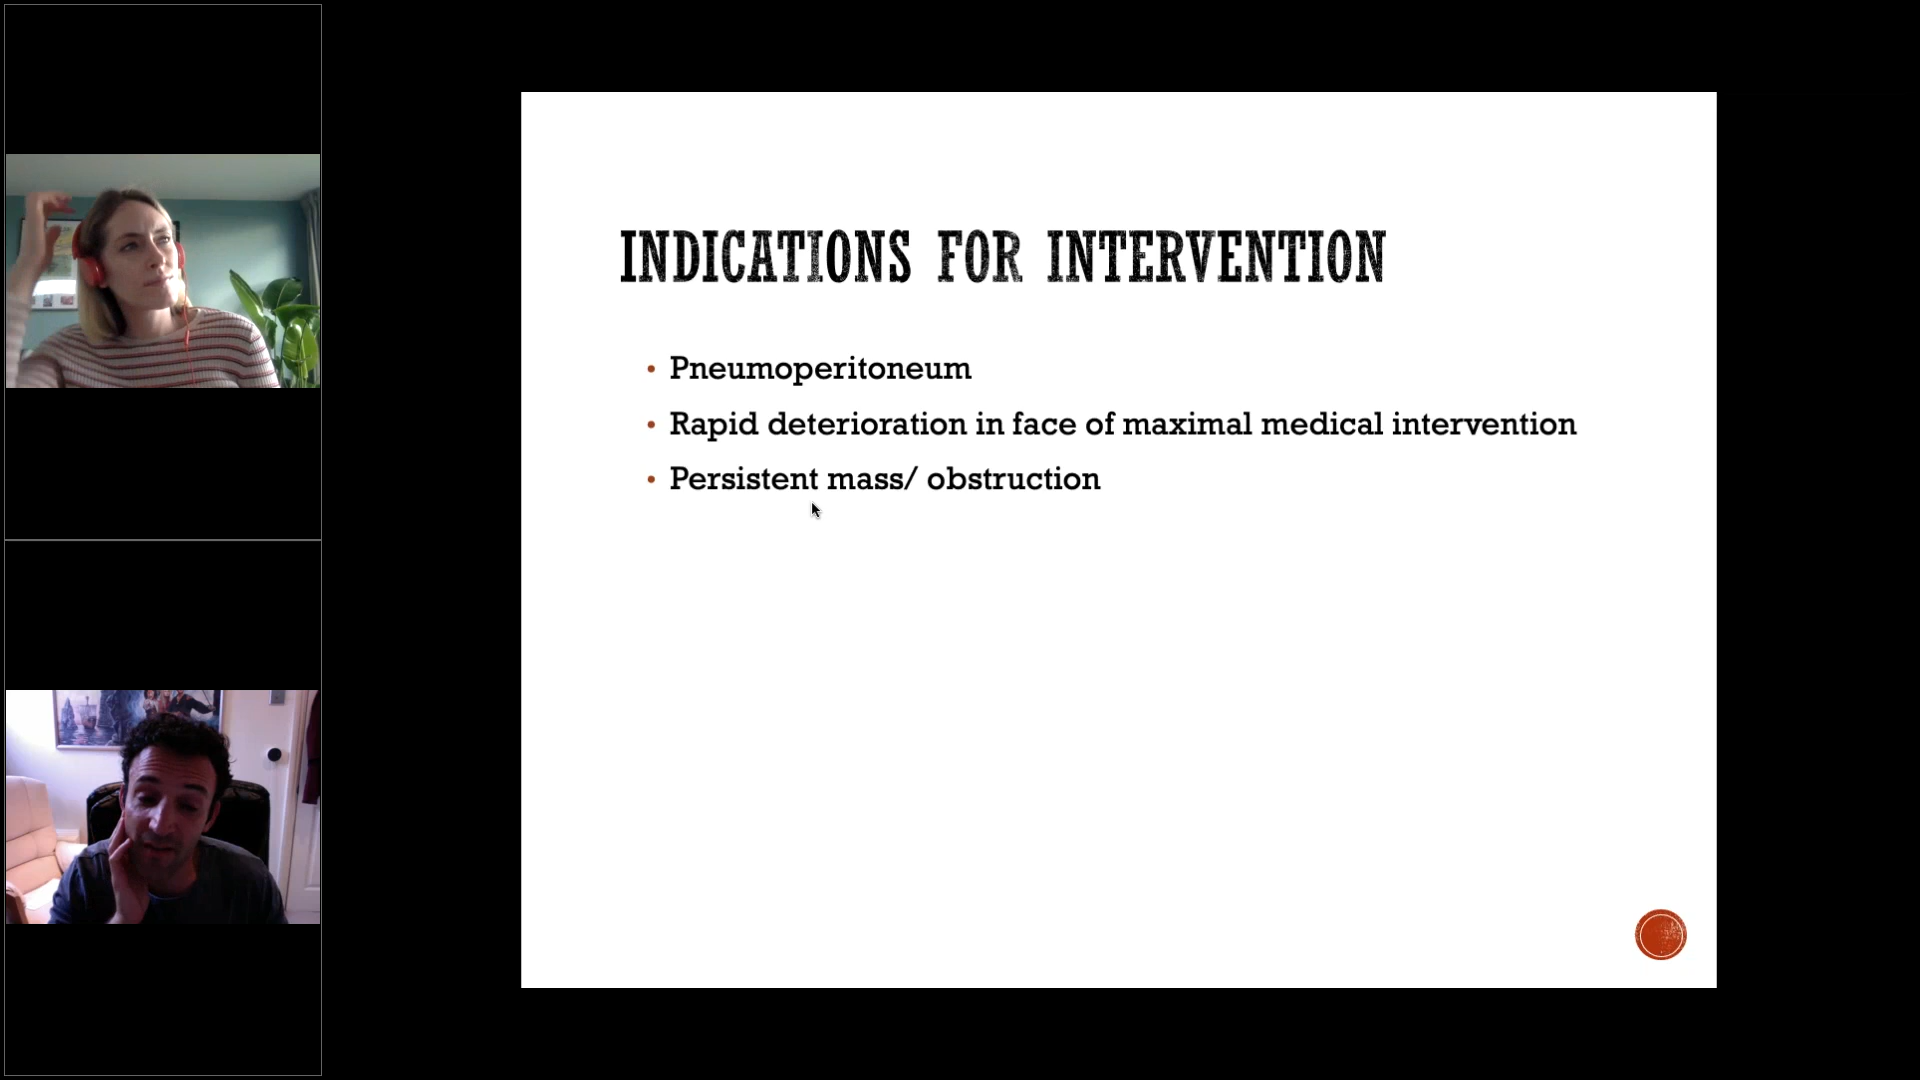 INDICATIONS FOR INTERVENTION
• Pneumoperitoneum
• Rapid deterioration in face of maximal medical intervention
• Persistent mass/ obstruction